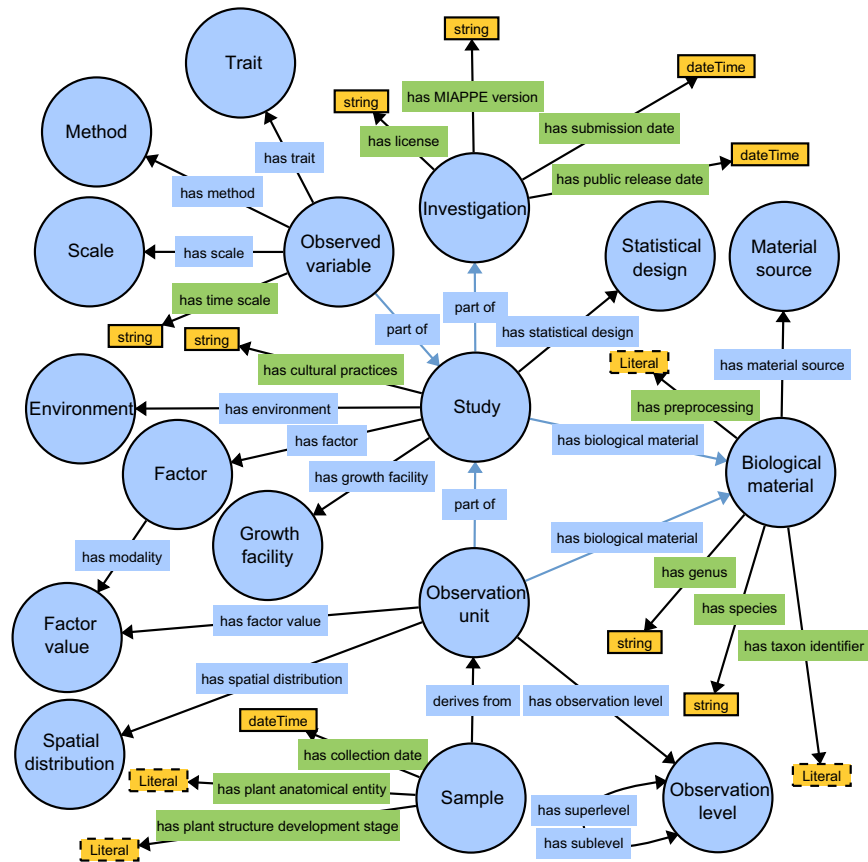 string
Trait
dateTime
string
has MIAPPE version
Method
has license
has submission date
has trait
dateTime
has public release date
has method
Investigation
Scale
has scale
Observed
variable
Statistical
design
Material
source
has time scale
string
string
part of
part of
has statistical design
Literal
has material source
has cultural practices
Environment
has environment
Study
has preprocessing
has factor
has biological material
Factor
has growth facility
Biological
material
part of
Growth
facility
has biological material
has modality
has genus
Observation
unit
has species
Factor
value
has factor value
string
has taxon identifier
has spatial distribution
derives from
has observation level
string
dateTime
Spatial
distribution
has collection date
Literal
Literal
has plant anatomical entity
Sample
Observation
level
has superlevel
has plant structure development stage
has sublevel
Literal